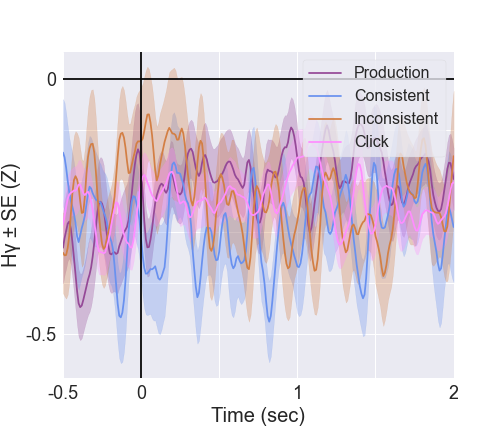 Production
Consistent
Inconsistent
Click
0
-0.5
Hγ ± SE (Z)
-0.5
0
1
2
Time (sec)